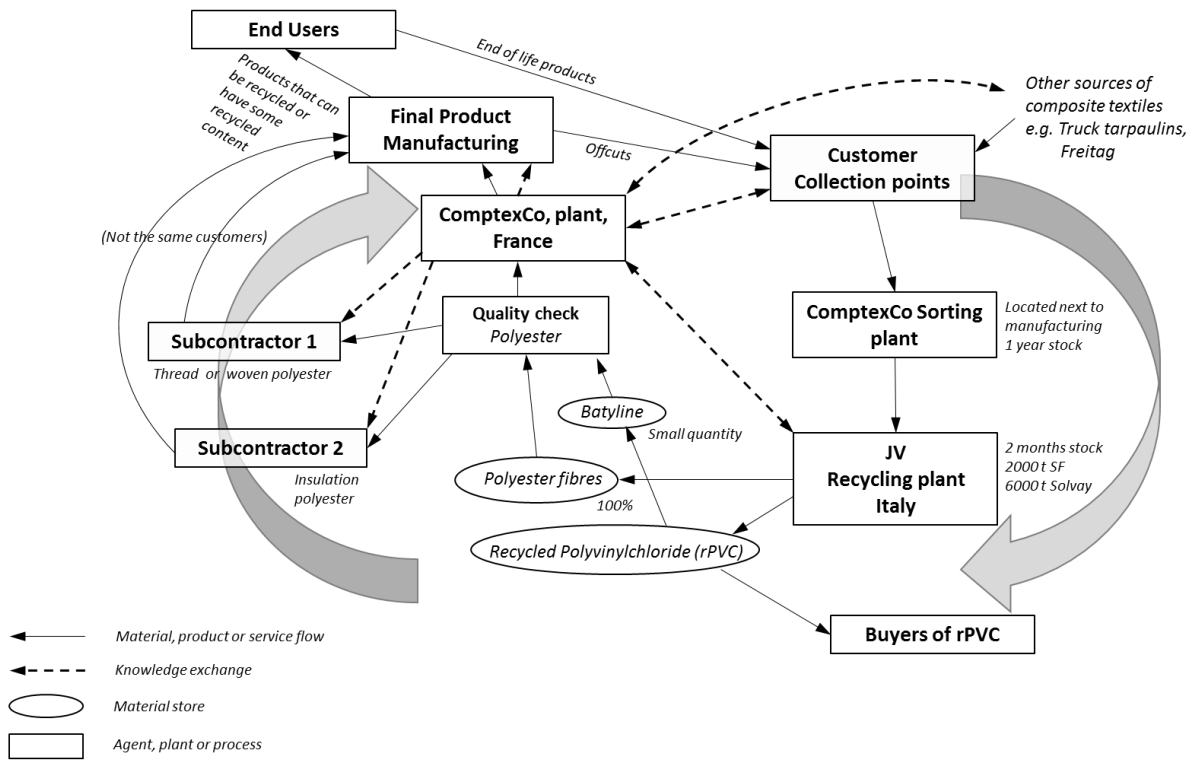 End Users
End of life products
Products that can
be recycled or
have some
recycled
content
Final Product
Manufacturing
Offcuts
Other sources of
composite textiles
e.g. Truck tarpaulins,
Freitag
Customer
Collection points
ComptexCo, plant,
France
(Not the same customers)
Quality check
Polyester
ComptexCo Sorting
plant
Located next to
manufacturing
1 year stock
Subcontractor 1
Thread or woven polyester
Batyline
Small quantity
Subcontractor 2
Insulation
polyester
Polyester fibres
100%
JV
Recycling plant
Italy
2 months stock
2000 t SF
6000 t Solvay
Recycled Polyvinylchloride (rPVC)
Buyers of rPVC
Material, product or service flow
Knowledge exchange
Material store
Agent, plant or process